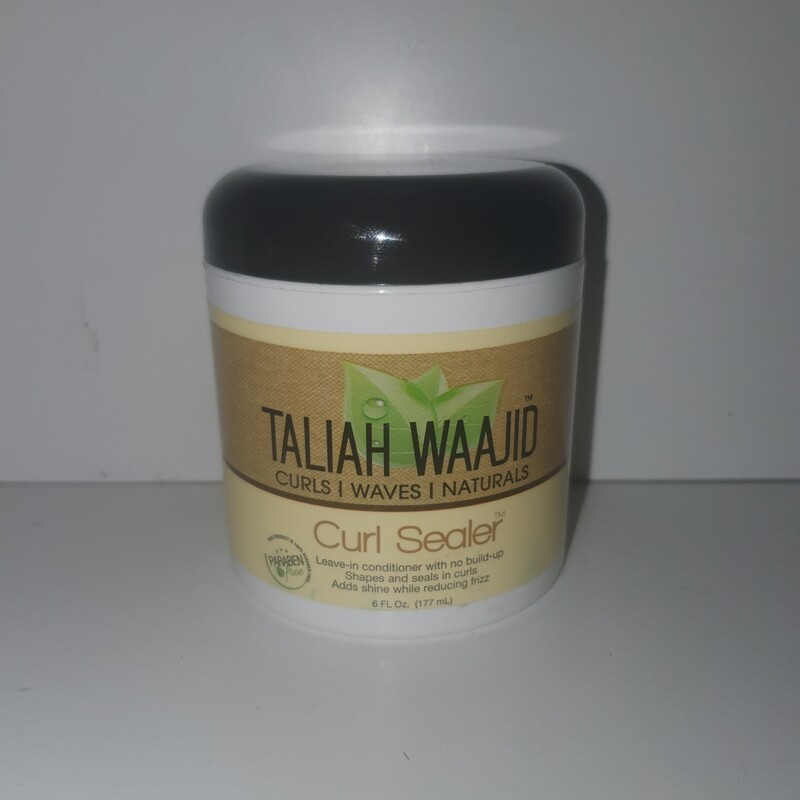 TALIAH WAAJID™
CURLS | WAVES | NATURALS
Curl Sealer™
PARABEN
free
Leave-in conditioner with no build-up
Shapes and seals in curls
Adds shine while reducing frizz
6 FL Oz. (177 mL)